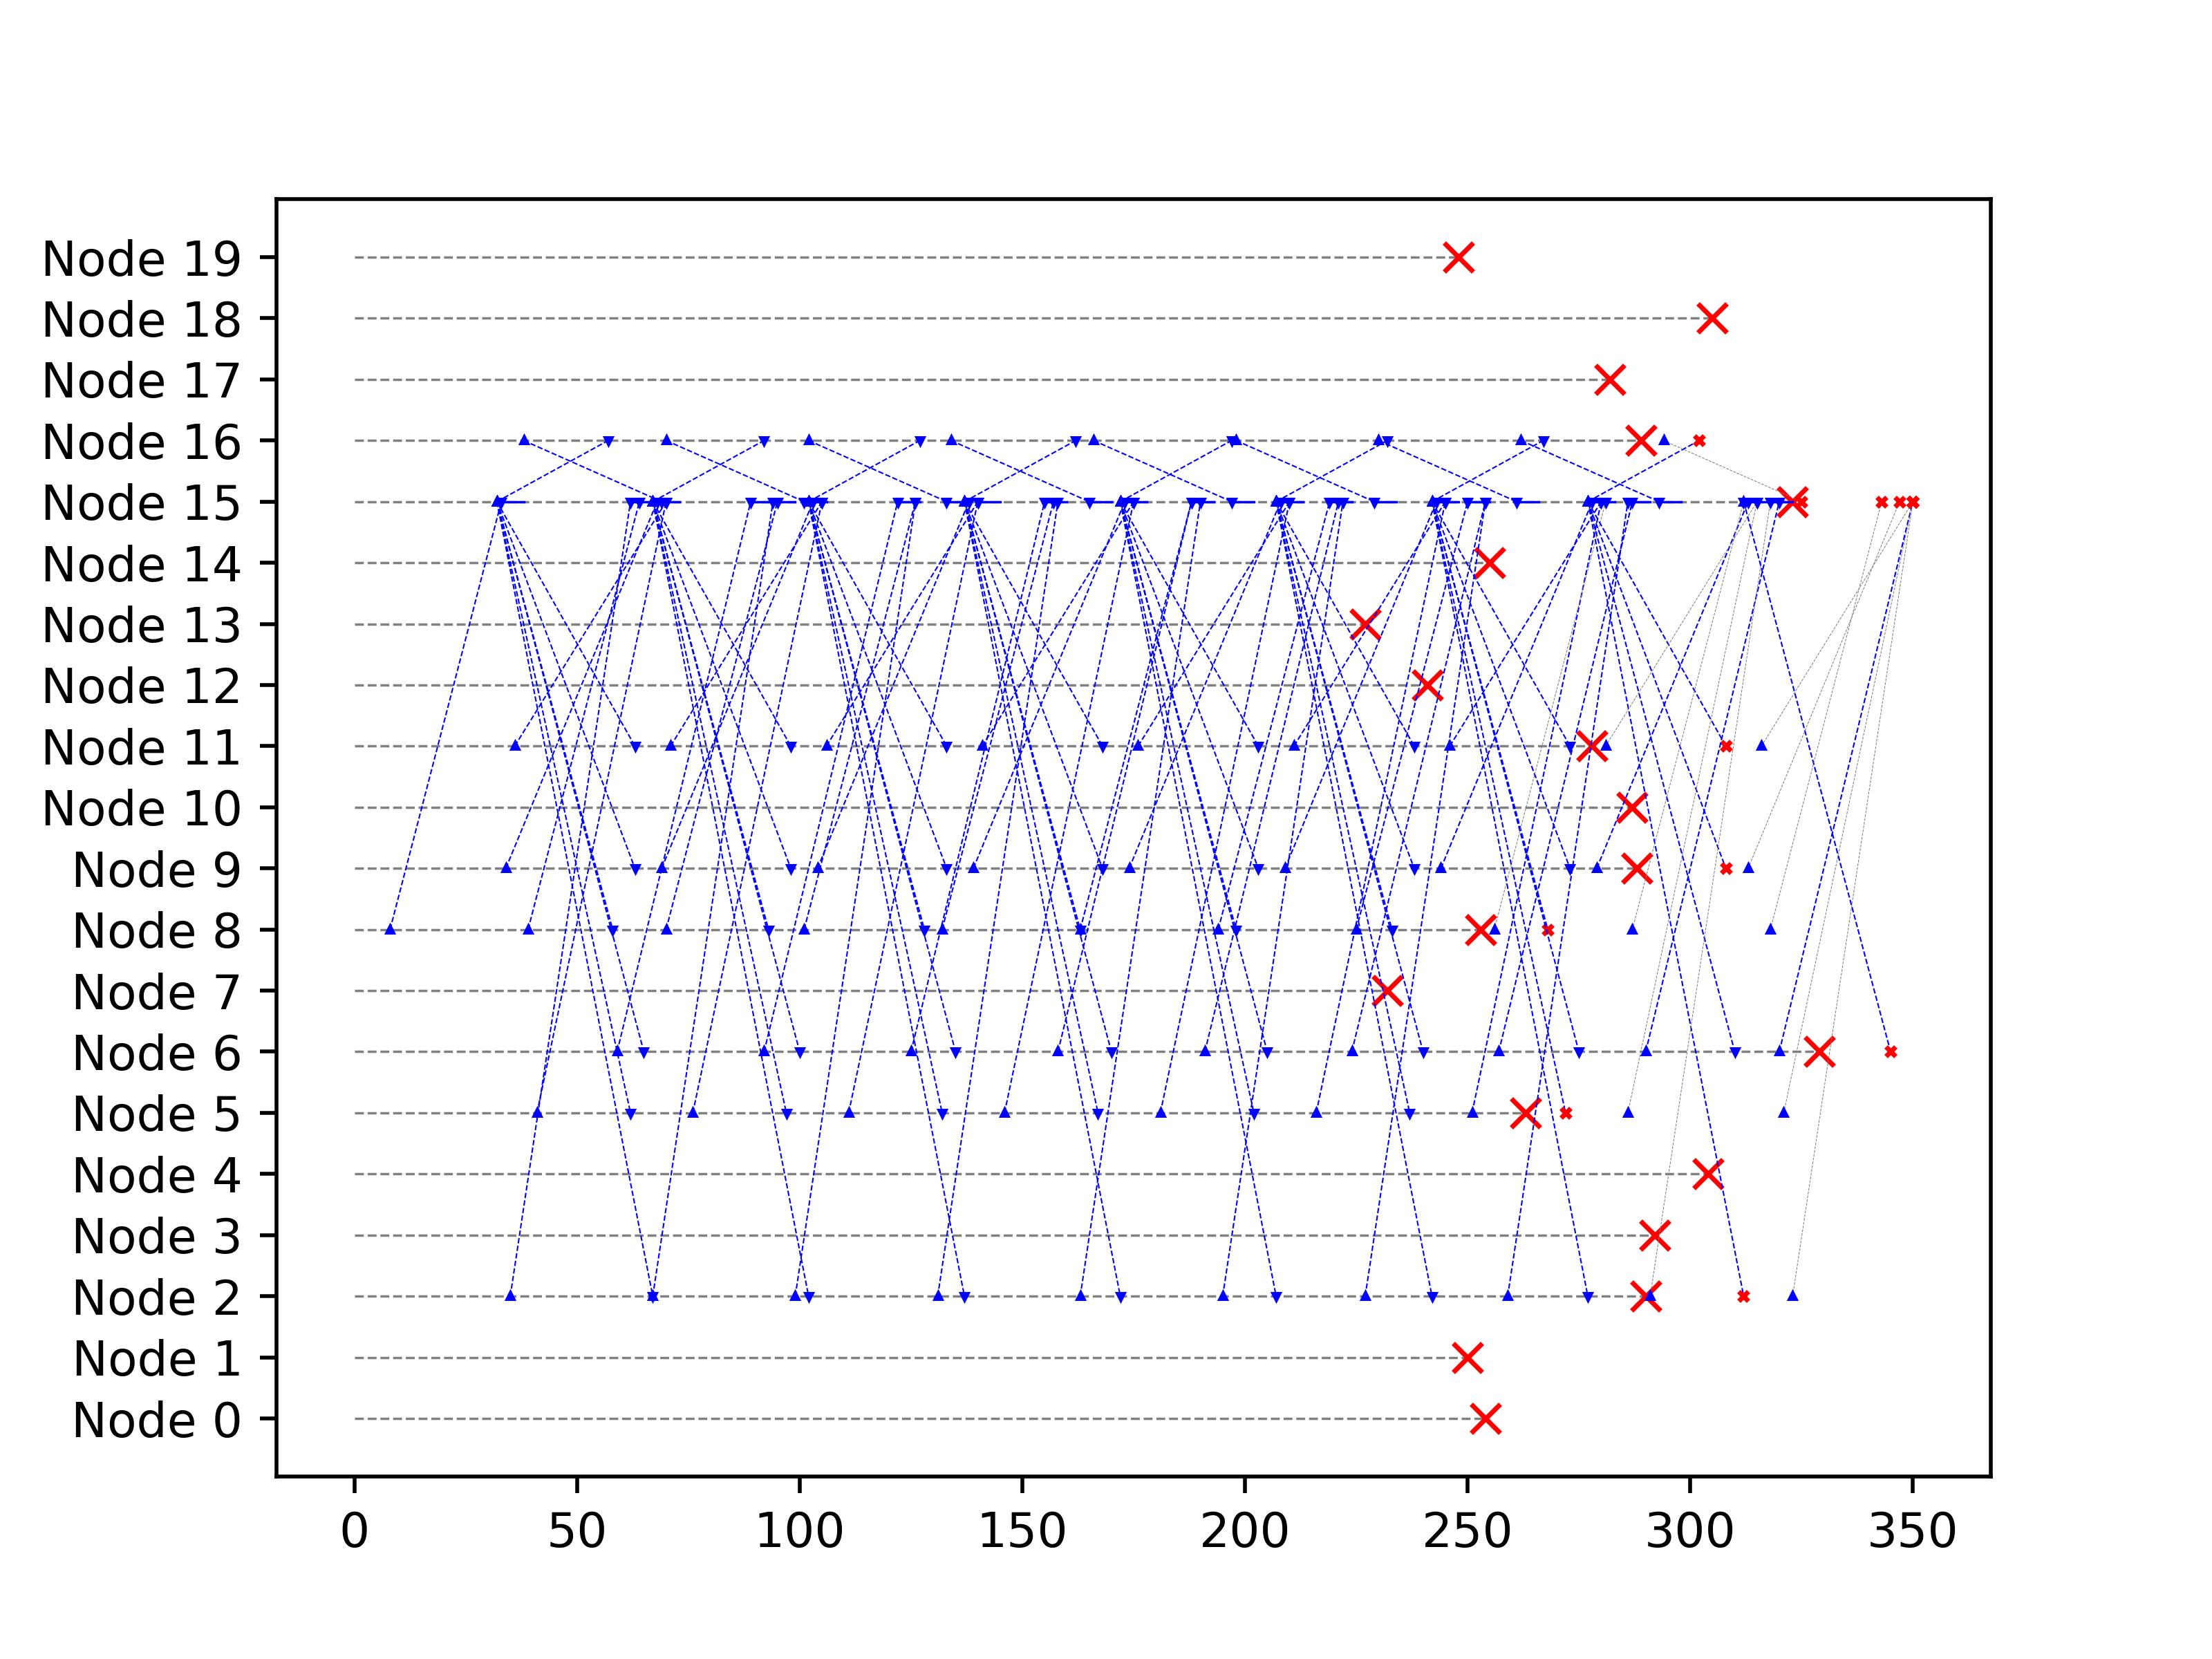 Node 19
Node 18
Node 17
Node 16
Node 15
Node 14
Node 13
Node 12
Node 11
Node 10
Node 9
Node 8
Node 7
Node 6
Node 5
Node 4
Node 3
Node 2
Node 1
Node 0
0 50 100 150 200 250 300 350